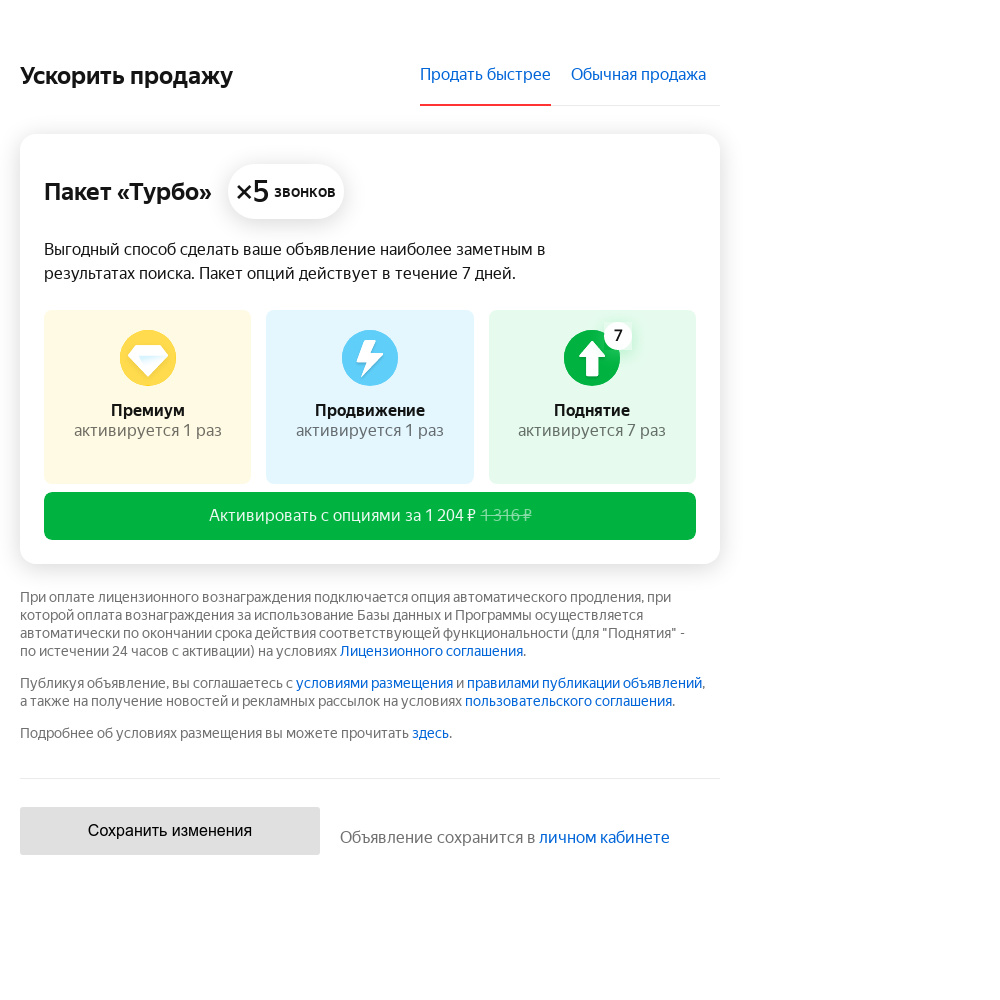 Ускорить продажу
Продать быстрее
Обычная продажа
Пакет «Турбо»
×5 звонков
Выгодный способ сделать ваше объявление наиболее заметным в
результатах поиска. Пакет опций действует в течение 7 дней.
Премиум
активируется 1 раз
Продвижение
активируется 1 раз
7
Поднятие
активируется 7 раз
Активировать с опциями за 1 204 ₽ 1 316 ₽
При оплате лицензионного вознаграждения подключается опция автоматического продления, при
которой оплата вознаграждения за использование Базы данных и Программы осуществляется
автоматически по окончании срока действия соответствующей функциональности (для "Поднятия" -
по истечении 24 часов с активации) на условиях Лицензионного соглашения.
Публикуя объявление, вы соглашаетесь с условиями размещения и правилами публикации объявлений,
а также на получение новостей и рекламных рассылок на условиях пользовательского соглашения.
Подробнее об условиях размещения вы можете прочитать здесь.
Сохранить изменения
Объявление сохранится в личном кабинете